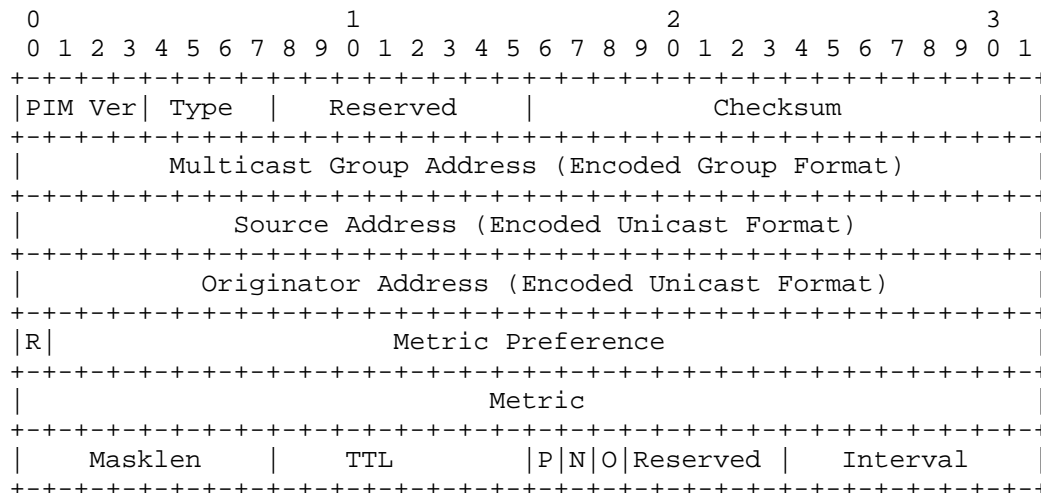 0                   1                   2                   3
 0 1 2 3 4 5 6 7 8 9 0 1 2 3 4 5 6 7 8 9 0 1 2 3 4 5 6 7 8 9 0 1
+-+-+-+-+-+-+-+-+-+-+-+-+-+-+-+-+-+-+-+-+-+-+-+-+-+-+-+-+-+-+-+-+
|PIM Ver| Type  |   Reserved    |           Checksum            |
+-+-+-+-+-+-+-+-+-+-+-+-+-+-+-+-+-+-+-+-+-+-+-+-+-+-+-+-+-+-+-+-+
|         Multicast Group Address (Encoded Group Format)        |
+-+-+-+-+-+-+-+-+-+-+-+-+-+-+-+-+-+-+-+-+-+-+-+-+-+-+-+-+-+-+-+-+
|             Source Address (Encoded Unicast Format)           |
+-+-+-+-+-+-+-+-+-+-+-+-+-+-+-+-+-+-+-+-+-+-+-+-+-+-+-+-+-+-+-+-+
|           Originator Address (Encoded Unicast Format)         |
+-+-+-+-+-+-+-+-+-+-+-+-+-+-+-+-+-+-+-+-+-+-+-+-+-+-+-+-+-+-+-+-+
|R|                     Metric Preference                       |
+-+-+-+-+-+-+-+-+-+-+-+-+-+-+-+-+-+-+-+-+-+-+-+-+-+-+-+-+-+-+-+-+
|                             Metric                            |
+-+-+-+-+-+-+-+-+-+-+-+-+-+-+-+-+-+-+-+-+-+-+-+-+-+-+-+-+-+-+-+-+
|    Masklen    |    TTL        |P|N|O|Reserved |   Interval    |
+-+-+-+-+-+-+-+-+-+-+-+-+-+-+-+-+-+-+-+-+-+-+-+-+-+-+-+-+-+-+-+-+